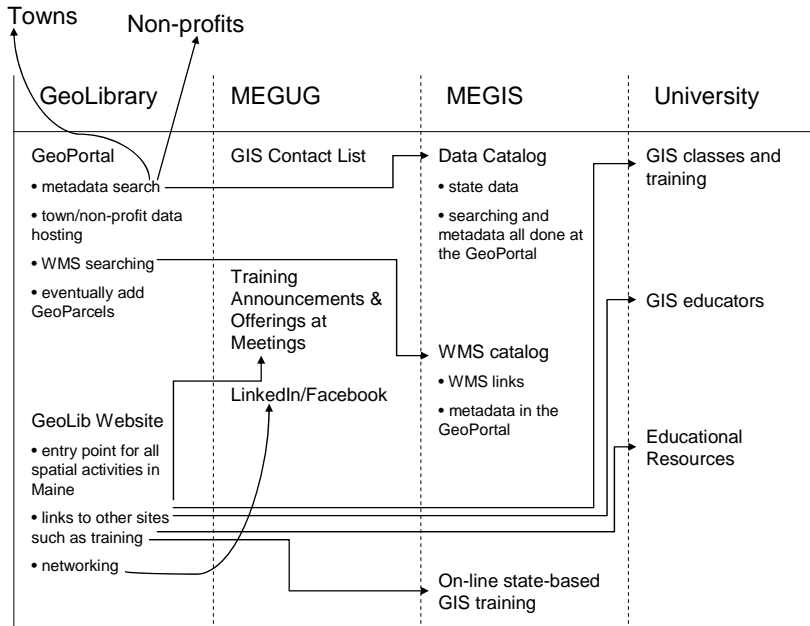 Towns
Non-profits
GeoLibrary
MEGUG
MEGIS
University
GeoPortal
• metadata search
• town/non-profit data
hosting
• WMS searching
• eventually add
GeoParcels
GeoLib Website
• entry point for all
spatial activities in
Maine
• links to other sites
such as training
• networking
GIS Contact List
Training
Announcements &
Offerings at
Meetings
LinkedIn/Facebook
Data Catalog
• state data
• searching and
metadata all done at
the GeoPortal
WMS catalog
• WMS links
• metadata in the
GeoPortal
On-line state-based
GIS training
GIS classes and
training
GIS educators
Educational
Resources